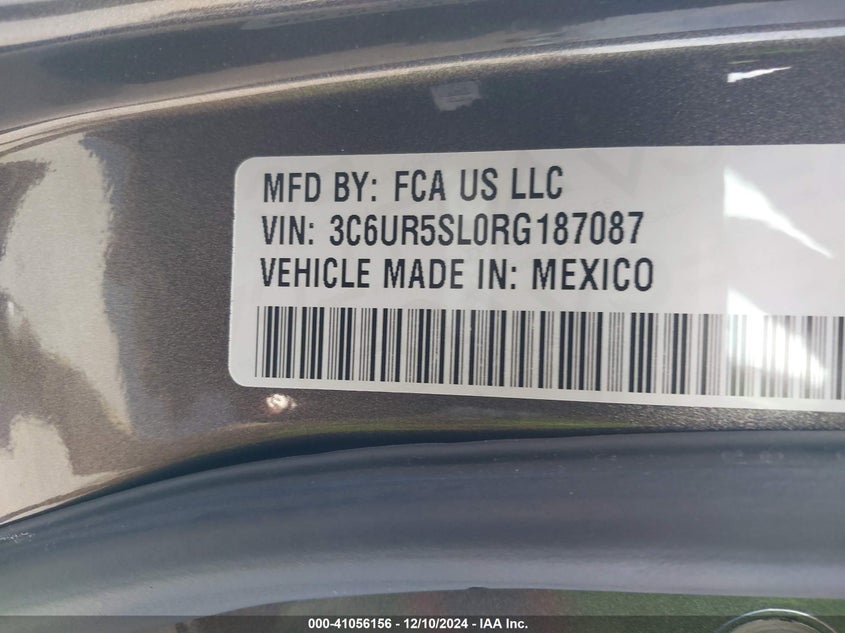 MFD BY: FCA US LLC
VIN: 3C6UR5SL0RG187087
VEHICLE MADE IN: MEXICO
000-41056156 - 12/10/2024 - IAA Inc.